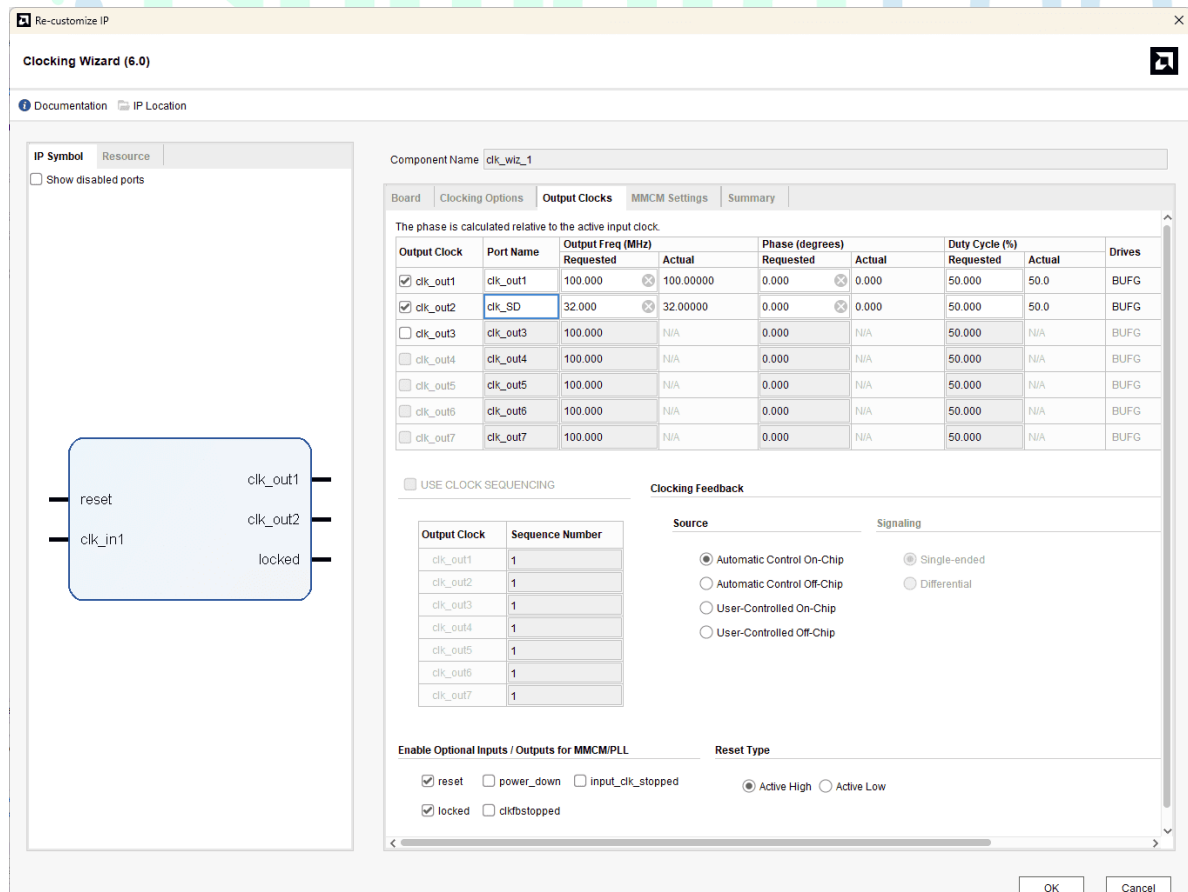 Re-customize IP
Clocking Wizard (6.0)
Documentation IP Location
IP Symbol Resource
Show disabled ports
reset
clk_in1
clk_out1
clk_out2
locked
Component Name clk_wiz_1
Board Clocking Options Output Clocks MMCM Settings Summary
The phase is calculated relative to the active input clock.
Output Clock Port Name Output Freq (MHz) Phase (degrees) Duty Cycle (%) Drives
Requested Actual Requested Actual Requested Actual
clk_out1 clk_out1 100.000 100.00000 0.000 0.000 50.000 50.0 BUFG
clk_out2 clk_SD 32.000 32.00000 0.000 0.000 50.000 50.0 BUFG
clk_out3 clk_out3 100.000 N/A 0.000 N/A 50.000 N/A BUFG
clk_out4 clk_out4 100.000 N/A 0.000 N/A 50.000 N/A BUFG
clk_out5 clk_out5 100.000 N/A 0.000 N/A 50.000 N/A BUFG
clk_out6 clk_out6 100.000 N/A 0.000 N/A 50.000 N/A BUFG
clk_out7 clk_out7 100.000 N/A 0.000 N/A 50.000 N/A BUFG
USE CLOCK SEQUENCING
Output Clock Sequence Number
clk_out1 1
clk_out2 1
clk_out3 1
clk_out4 1
clk_out5 1
clk_out6 1
clk_out7 1
Clocking Feedback
Source Signaling
Automatic Control On-Chip Single-ended
Automatic Control Off-Chip Differential
User-Controlled On-Chip
User-Controlled Off-Chip
Enable Optional Inputs / Outputs for MMCM/PLL
reset power_down input_clk_stopped
locked clkfbstopped
Reset Type
Active High Active Low
OK Cancel